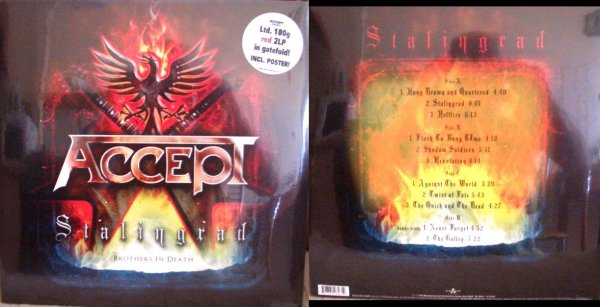 Ltd. 180g
red 2LP
in gatefold!
INCL. POSTER!
ACCEPT
Stalingrad
BROTHERS IN DEATH
Stalingrad
Side A:
1. Hung Drawn and Quartered 4:40
2. Stalingrad 6:01
3. Hellfire 6:13
Side B:
1. Flash To Bang Time 4:10
2. Shadow Soldiers 5:51
3. Revolution 4:14
Side C
1. Against The World 3:39
2. Twist of Fate 5:43
3. The Quick and The Dead 4:27
Side D.
1. Never Forget 4:52
2. The Galley 7:22